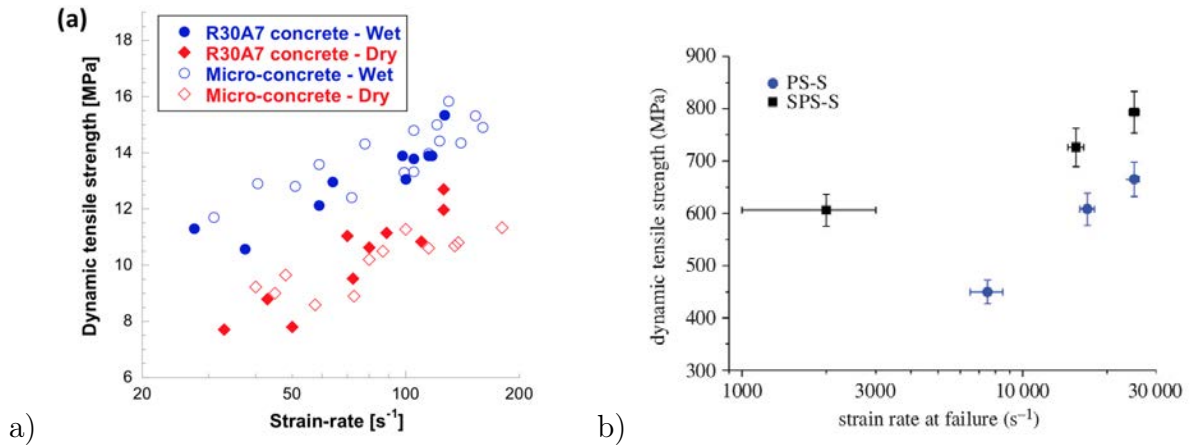 (a)
R30A7 concrete - Wet
R30A7 concrete - Dry
Micro-concrete - Wet
Micro-concrete - Dry
Dynamic tensile strength [MPa]
18
16
14
12
10
8
6
20
50
100
200
Strain-rate [s⁻¹]
a)
PS-S
SPS-S
dynamic tensile strength (MPa)
900
800
700
600
500
400
300
1000
3000
10 000
30 000
strain rate at failure (s⁻¹)
b)